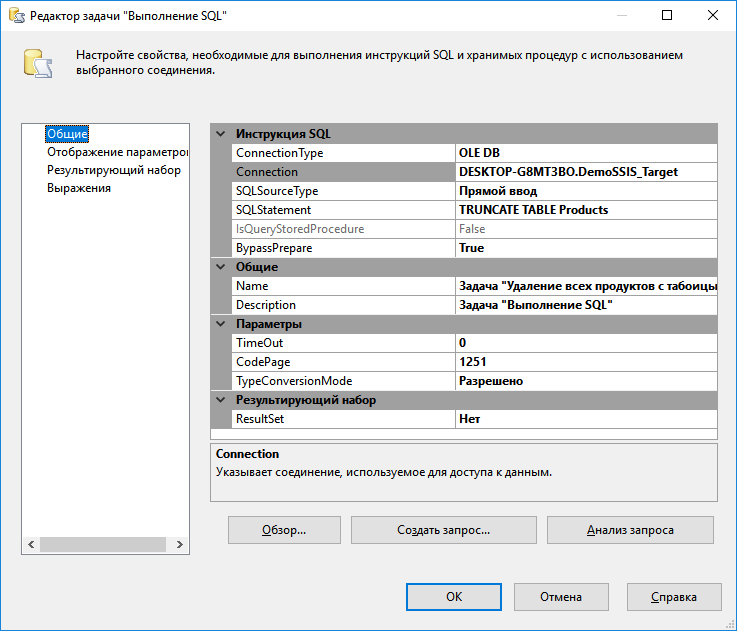 Редактор задачи "Выполнение SQL"
Настройте свойства, необходимые для выполнения инструкций SQL и хранимых процедур с использованием
выбранного соединения.
Общие
Отображение параметро
Результирующий набор
Выражения
Инструкция SQL
ConnectionType OLE DB
Connection DESKTOP-G8MT3BO.DemoSSIS_Target
SQLSourceType Прямой ввод
SQLStatement TRUNCATE TABLE Products
IsQueryStoredProcedure False
BypassPrepare True
Общие
Name Задача "Удаление всех продуктов с табоицы
Description Задача "Выполнение SQL"
Параметры
TimeOut 0
CodePage 1251
TypeConversionMode Разрешено
Результирующий набор
ResultSet Нет
Connection
Указывает соединение, используемое для доступа к данным.
Обзор... Создать запрос... Анализ запроса
OK Отмена Справка